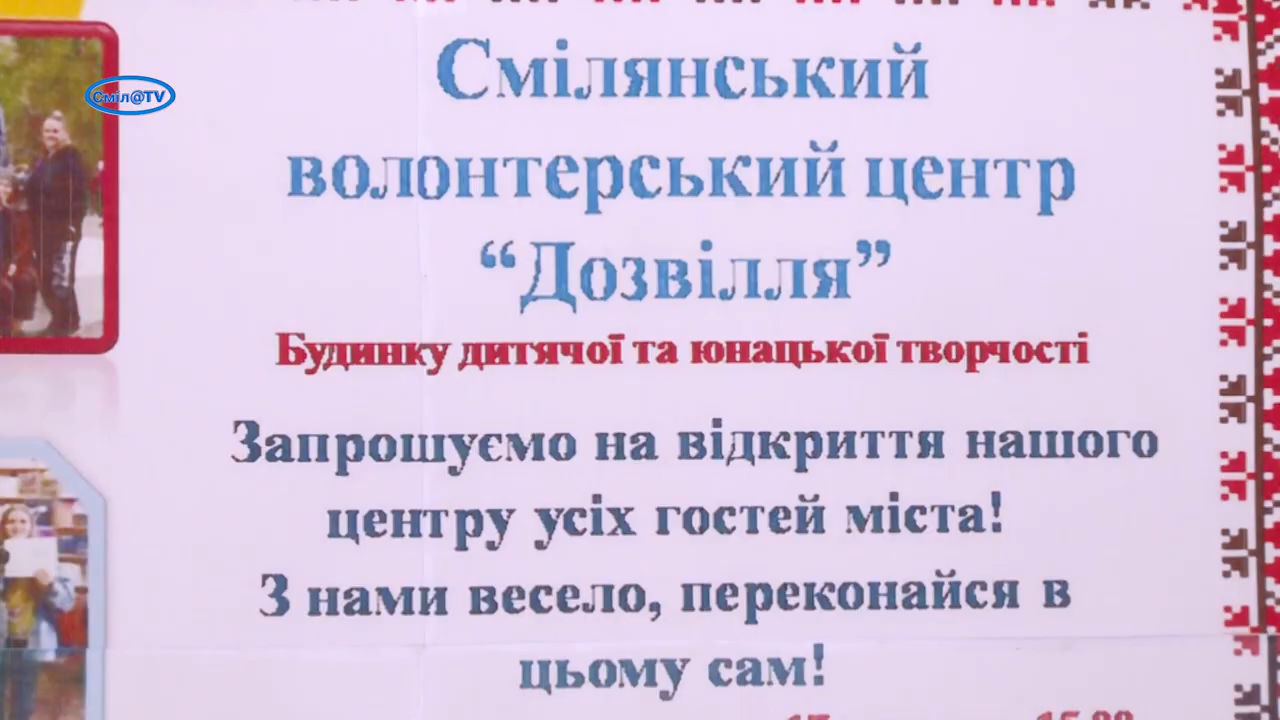 Сміл@TV
Смілянський
волонтерський центр
“Дозвілля”
Будинку дитячої та юнацької творчості
Запрошуємо на відкриття нашого
центру усіх гостей міста!
З нами весело, переконайся в
цьому сам!